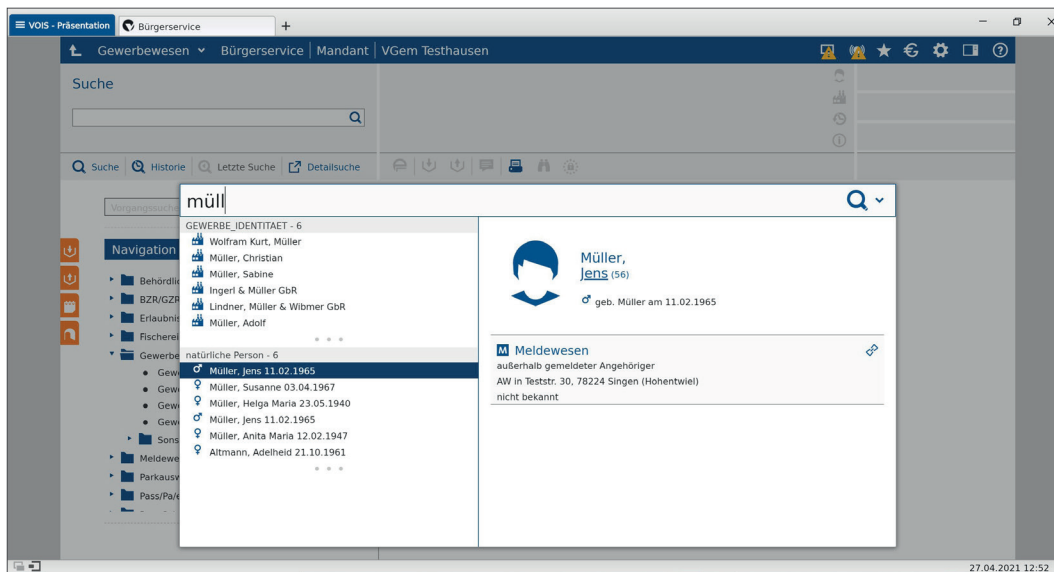 VOIS - Präsentation
Bürgerservice
Gewerbewesen Bürgerservice | Mandant | VGem Testhausen
Suche
Suche Historie Letzte Suche Detailsuche
müll
Vorgangssuche
Navigation
Behördli
BZR/GZR
Erlaubnis
Fischerei
Gewerbe
Gew
Gew
Gew
Gew
Sons
Meldewe
Parkausw
Pass/Pa/e
GEWERBE_IDENTITAET - 6
Wolfram Kurt, Müller
Müller, Christian
Müller, Sabine
Ingerl & Müller GbR
Lindner, Müller & Wibmer GbR
Müller, Adolf
natürliche Person - 6
Müller, Jens 11.02.1965
Müller, Susanne 03.04.1967
Müller, Helga Maria 23.05.1940
Müller, Jens 11.02.1965
Müller, Anita Maria 12.02.1947
Altmann, Adelheid 21.10.1961
Müller,
Jens (56)
geb. Müller am 11.02.1965
M Meldewesen
außerhalb gemeldeter Angehöriger
AW in Teststr. 30, 78224 Singen (Hohentwiel)
nicht bekannt
27.04.2021 12:52